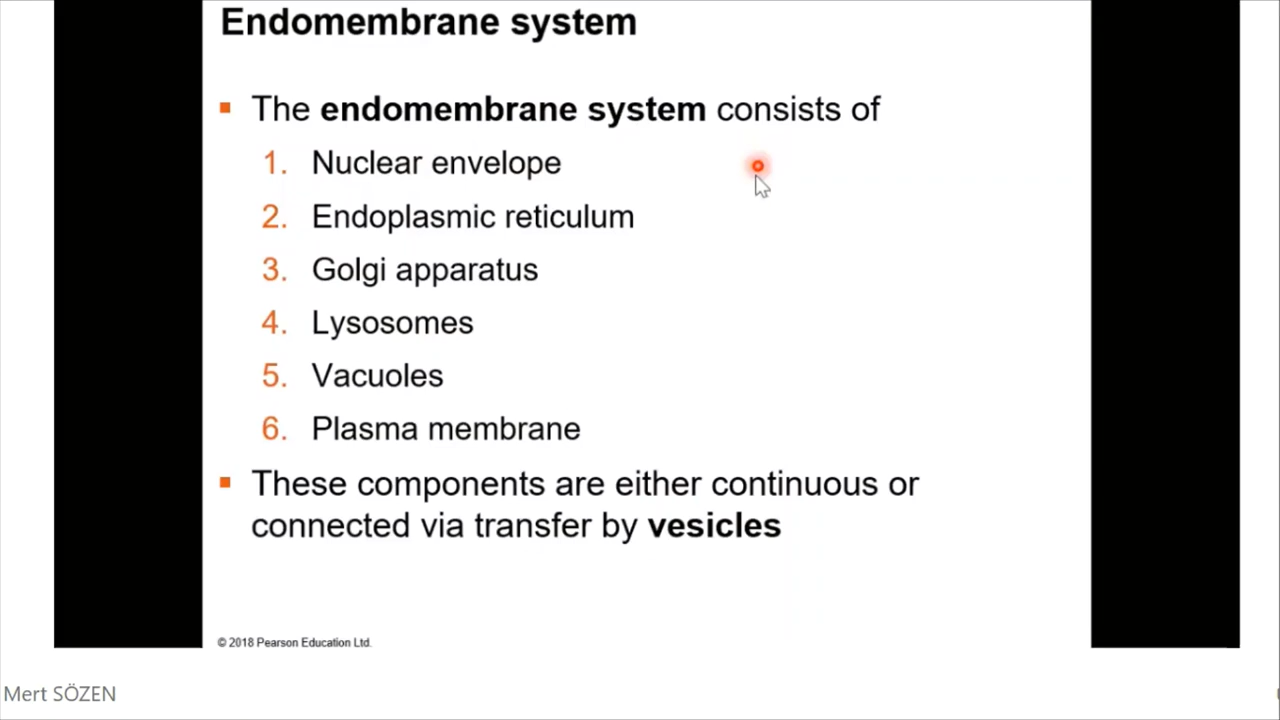 Endomembrane system
The endomembrane system consists of
1. Nuclear envelope
2. Endoplasmic reticulum
3. Golgi apparatus
4. Lysosomes
5. Vacuoles
6. Plasma membrane
These components are either continuous or
connected via transfer by vesicles
© 2018 Pearson Education Ltd.
Mert SÖZEN